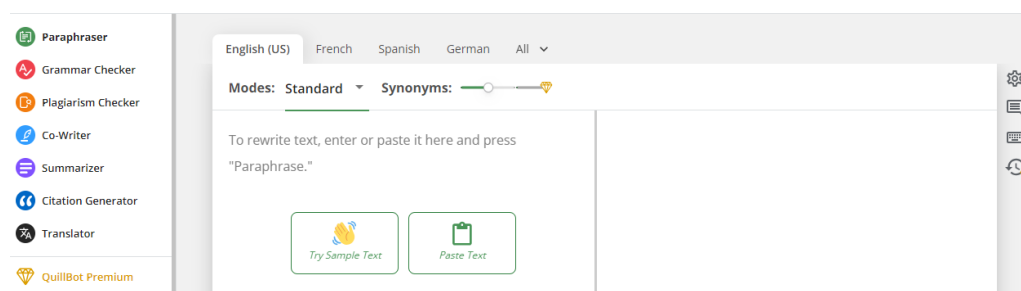 Paraphraser
Grammar Checker
Plagiarism Checker
Co-Writer
Summarizer
Citation Generator
Translator
QuillBot Premium
English (US) French Spanish German All
Modes: Standard Synonyms:
To rewrite text, enter or paste it here and press
"Paraphrase."
Try Sample Text Paste Text